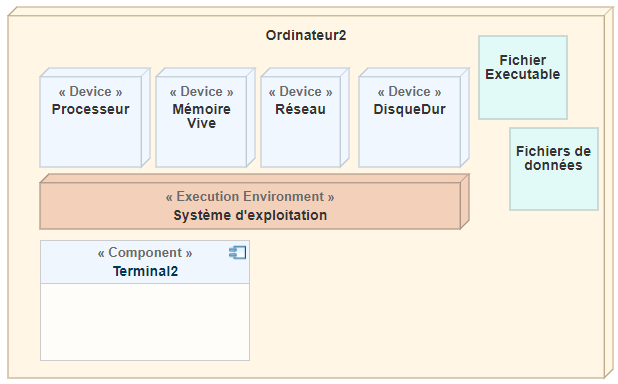 Ordinateur2
Fichier
Executable
« Device »
Processeur
« Device »
Mémoire
Vive
« Device »
Réseau
« Device »
DisqueDur
Fichiers de
données
« Execution Environment »
Système d'exploitation
« Component »
Terminal2